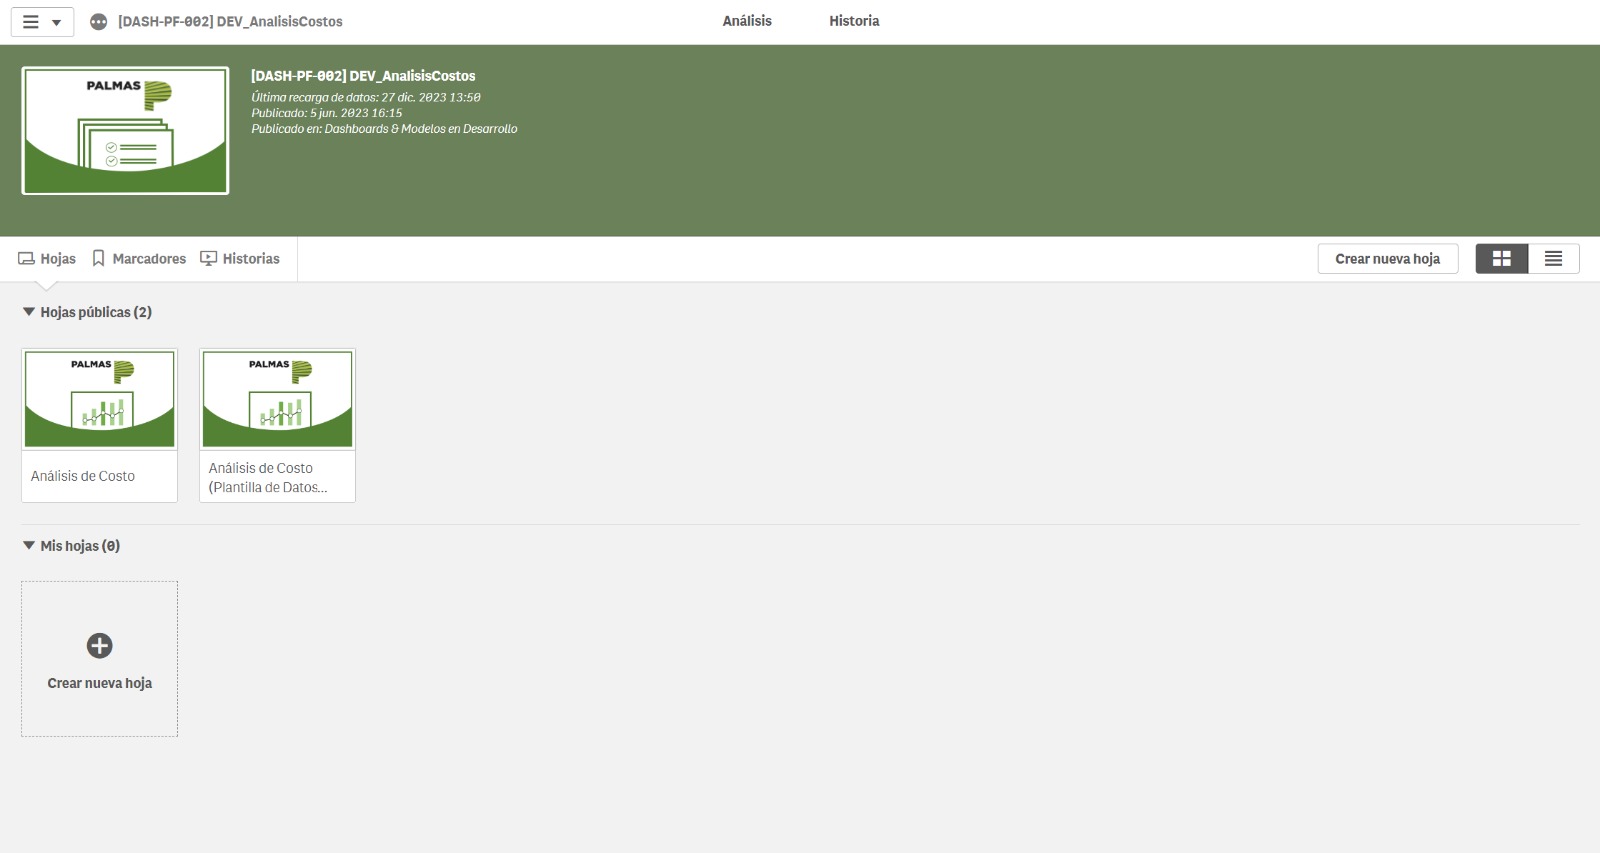 [DASH-PF-002] DEV_AnalisisCostos
Análisis
Historia
PALMAS
[DASH-PF-002] DEV_AnalisisCostos
Última recarga de datos: 27 dic. 2023 13:50
Publicado: 5 jun. 2023 16:15
Publicado en: Dashboards & Modelos en Desarrollo
Hojas
Marcadores
Historias
Crear nueva hoja
Hojas públicas (2)
PALMAS
PALMAS
Análisis de Costo
Análisis de Costo
(Plantilla de Datos...
Mis hojas (0)
Crear nueva hoja